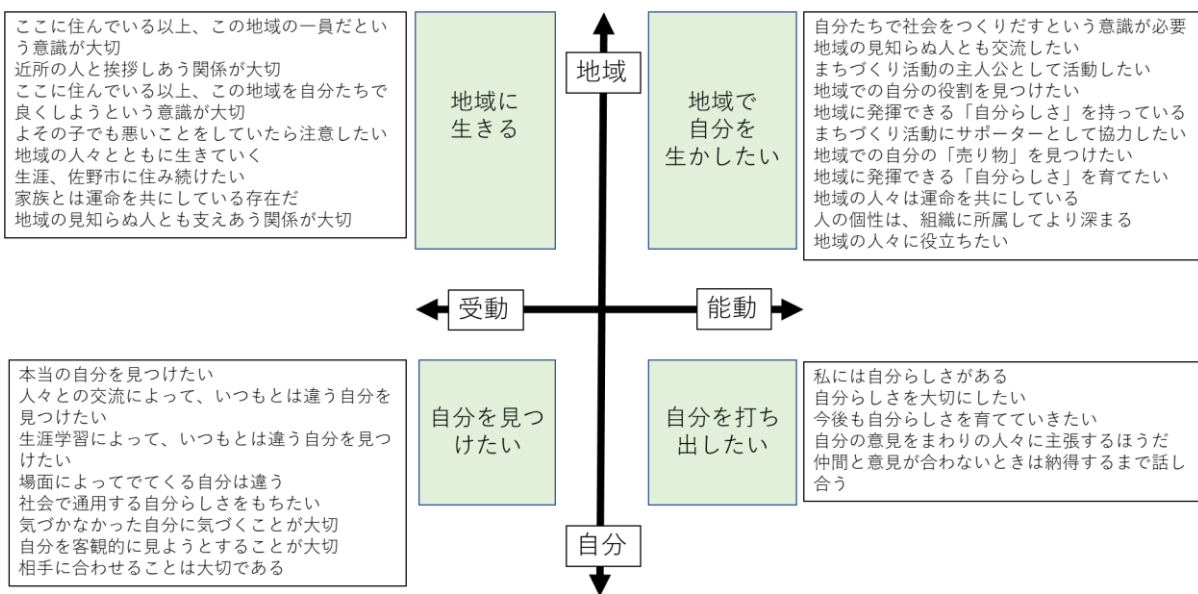 ここに住んでいる以上、この地域の一員だとい
う意識が大切
近所の人と挨拶しあう関係が大切
ここに住んでいる以上、この地域を自分たちで
良くしようという意識が大切
よその子でも悪いことをしていたら注意したい
地域の人々とともに生きていく
生涯、佐野市に住み続けたい
家族とは運命を共にしている存在だ
地域の見知らぬ人とも支えあう関係が大切
地域に
生きる
地域
地域で
自分を
生かしたい
自分たちで社会をつくりだすという意識が必要
地域の見知らぬ人とも交流したい
まちづくり活動の主人公として活動したい
地域での自分の役割を見つけたい
地域に発揮できる「自分らしさ」を持っている
まちづくり活動にサポーターとして協力したい
地域での自分の「売り物」を見つけたい
地域に発揮できる「自分らしさ」を育てたい
地域の人々は運命を共にしている
人の個性は、組織に所属してより深まる
地域の人々に役立ちたい
受動
能動
本当の自分を見つけたい
人々との交流によって、いつもとは違う自分を
見つけたい
生涯学習によって、いつもとは違う自分を見つ
けたい
場面によってでてくる自分は違う
社会で通用する自分らしさをもちたい
気づかなかった自分に気づくことが大切
自分を客観的に見ようとすることが大切
相手に合わせることは大切である
自分を見つ
けたい
自分を打ち
出したい
私には自分らしさがある
自分らしさを大切にしたい
今後も自分らしさを育てていきたい
自分の意見をまわりの人々に主張するほうだ
仲間と意見が合わないときは納得するまで話し
合う
自分